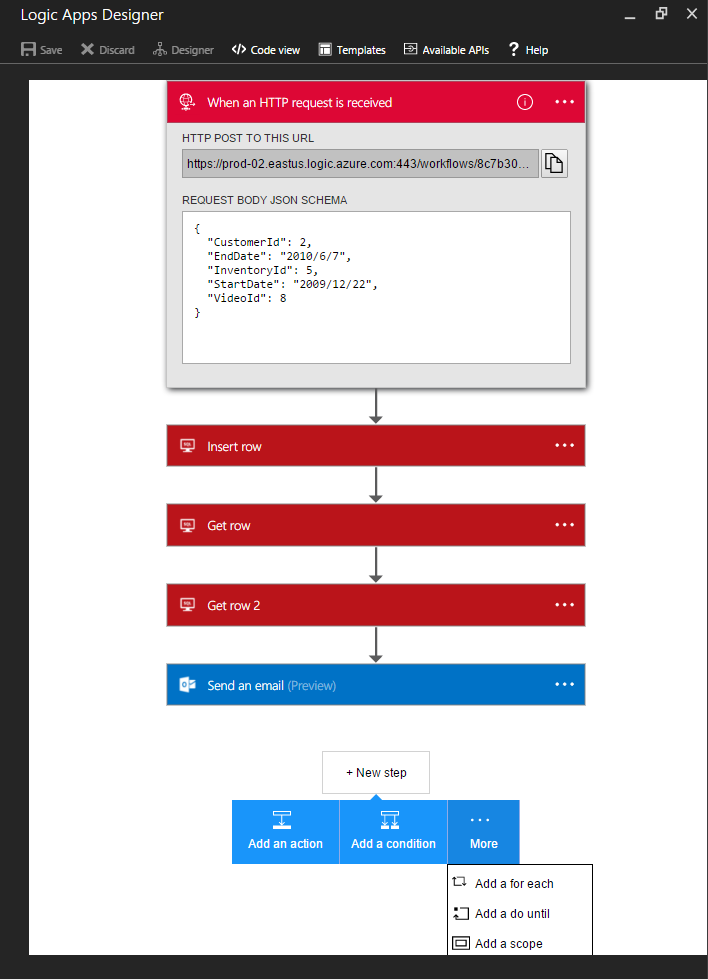 Logic Apps Designer
Save Discard Designer Code view Templates Available APIs ? Help
When an HTTP request is received
HTTP POST TO THIS URL
https://prod-02.eastus.logic.azure.com:443/workflows/8c7b30...
REQUEST BODY JSON SCHEMA
{
"CustomerId": 2,
"EndDate": "2010/6/7",
"InventoryId": 5,
"StartDate": "2009/12/22",
"VideoId": 8
}
Insert row
Get row
Get row 2
Send an email (Preview)
+ New step
Add an action Add a condition More
Add a for each
Add a do until
Add a scope